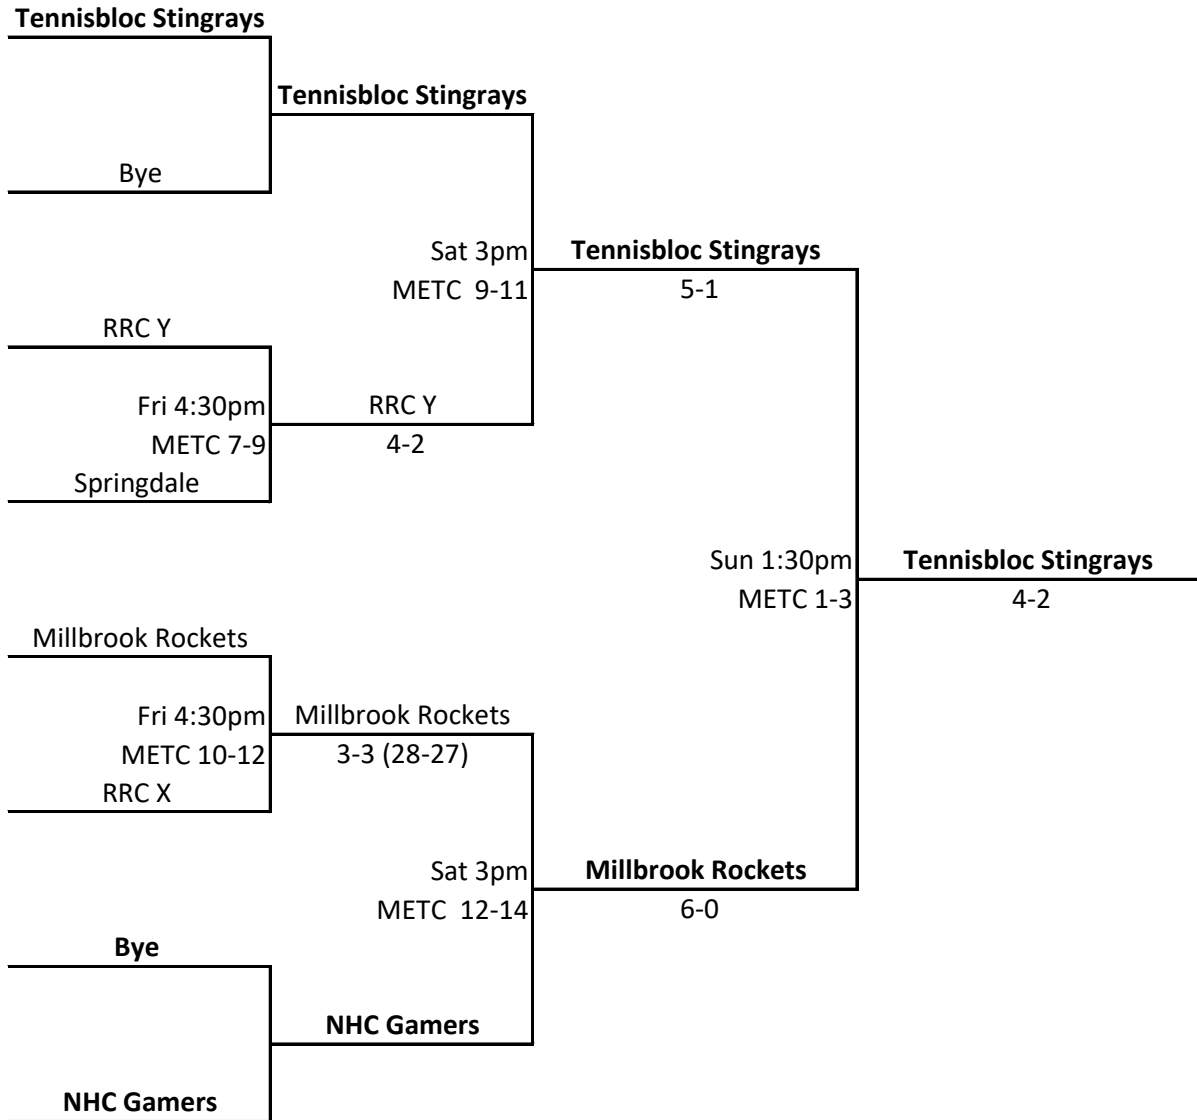 Tennisbloc Stingrays
Tennisbloc Stingrays
Bye
Sat 3pm
Tennisbloc Stingrays
METC  9-11
5-1
RRC Y
Fri 4:30pm
RRC Y
METC 7-9
4-2
Springdale
Sun 1:30pm
Tennisbloc Stingrays
METC 1-3
4-2
Millbrook Rockets
Fri 4:30pm
Millbrook Rockets
METC 10-12
3-3 (28-27)
RRC X
Sat 3pm
Millbrook Rockets
METC  12-14
6-0
Bye
NHC Gamers
NHC Gamers